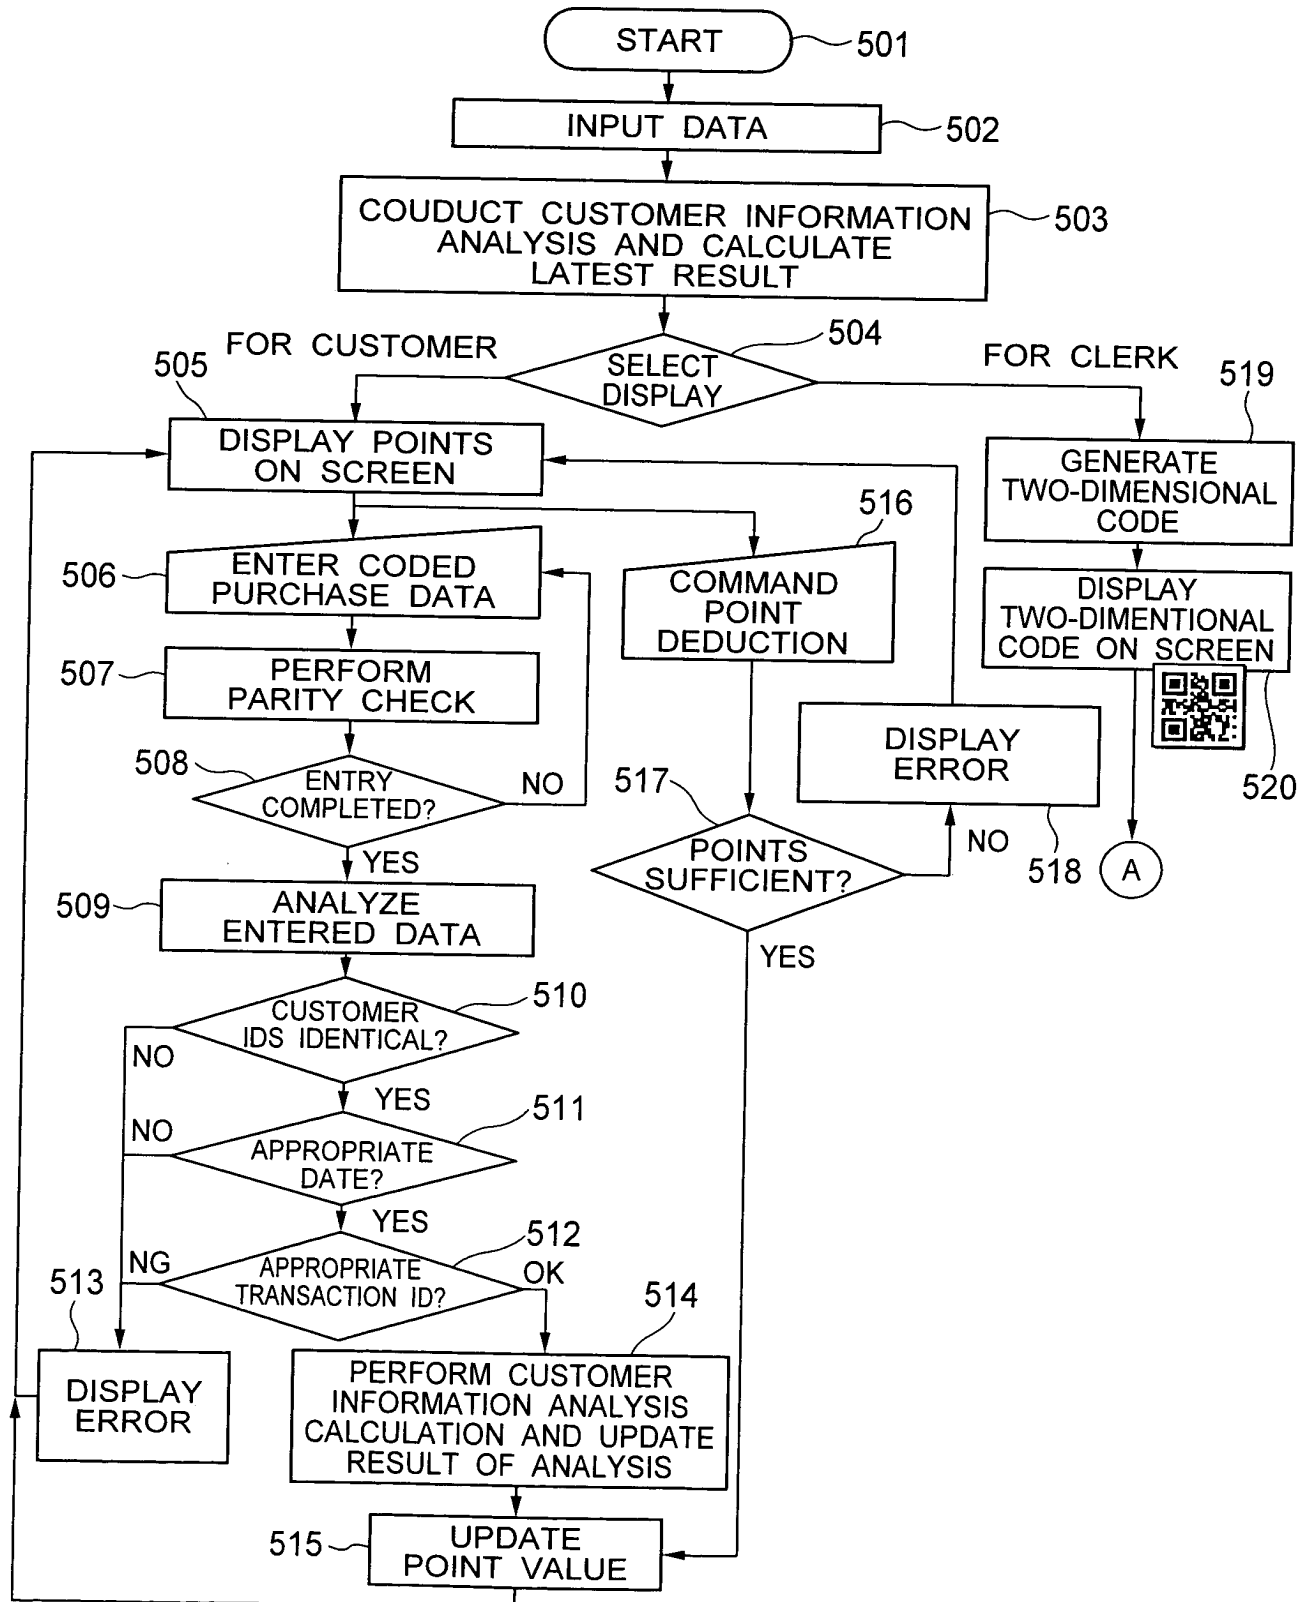 START
501
INPUT DATA
502
COUDUCT CUSTOMER INFORMATION
ANALYSIS AND CALCULATE
LATEST RESULT
503
FOR CUSTOMER
504
SELECT
DISPLAY
FOR CLERK
505
DISPLAY POINTS
ON SCREEN
519
GENERATE
TWO-DIMENSIONAL
CODE
516
506
ENTER CODED
PURCHASE DATA
COMMAND
POINT
DEDUCTION
DISPLAY
TWO-DIMENTIONAL
CODE ON SCREEN
520
507
PERFORM
PARITY CHECK
508
ENTRY
COMPLETED?
NO
YES
517
POINTS
SUFFICIENT?
NO
YES
DISPLAY
ERROR
518
A
509
ANALYZE
ENTERED DATA
510
CUSTOMER
IDS IDENTICAL?
NO
YES
511
APPROPRIATE
DATE?
NO
YES
512
APPROPRIATE
TRANSACTION ID?
NG
OK
513
DISPLAY
ERROR
514
PERFORM CUSTOMER
INFORMATION ANALYSIS
CALCULATION AND UPDATE
RESULT OF ANALYSIS
515
UPDATE
POINT VALUE